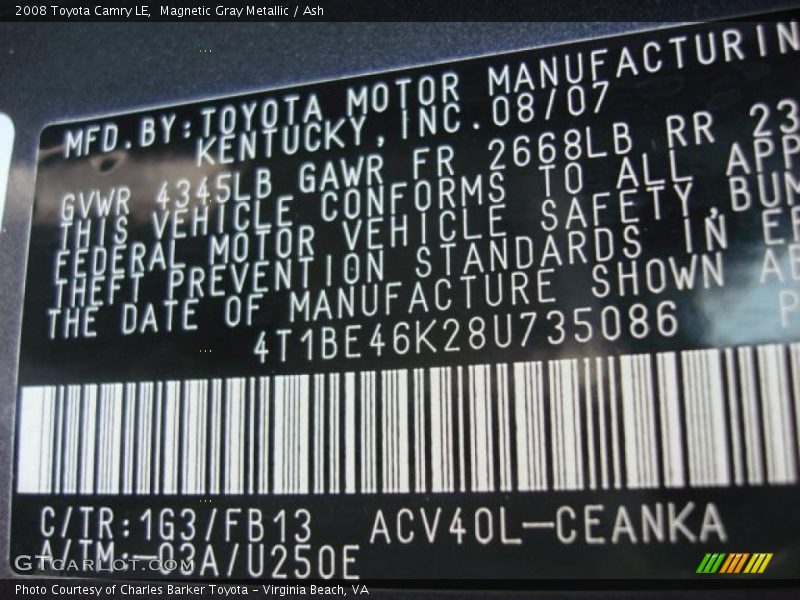 2008 Toyota Camry LE,  Magnetic Gray Metallic / Ash
MFD.BY:TOYOTA MOTOR MANUFACTURIN
KENTUCKY,INC.08/07
GVWR 4345LB GAWR FR 2668LB RR 23
THIS VEHICLE CONFORMS TO ALL APP
FEDERAL MOTOR VEHICLE SAFETY,BUM
THEFT PREVENTION STANDARDS IN EF
THE DATE OF MANUFACTURE SHOWN AB
4T1BE46K28U735086 P
C/TR:1G3/FB13 ACV40L-CEANKA
A/TM:-03A/U250E
GTcarlot.com
Photo Courtesy of Charles Barker Toyota - Virginia Beach, VA